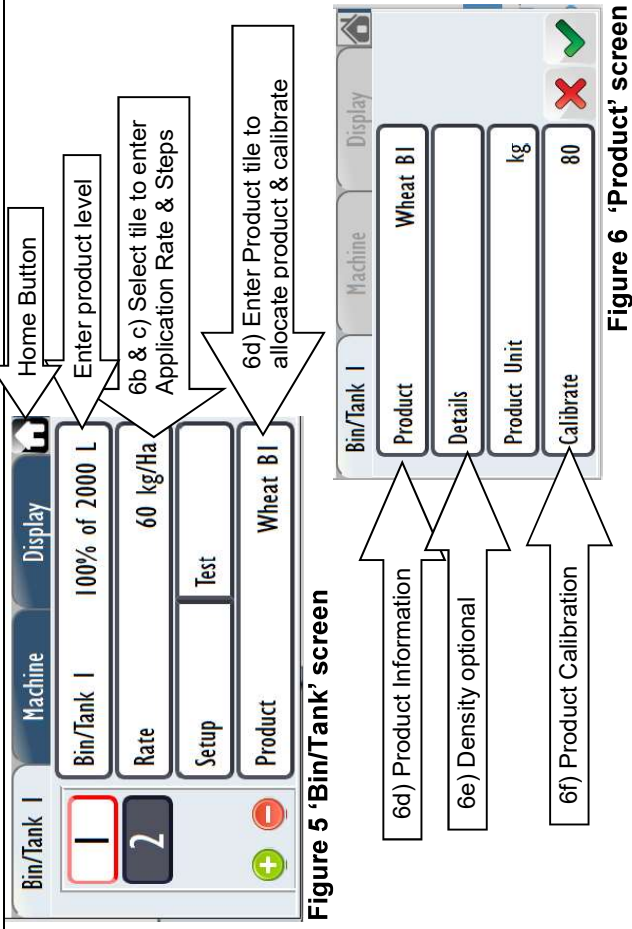 Bin/Tank 1
Machine
Display
1
2
Bin/Tank 1 100% of 2000 L
Rate 60 kg/Ha
Setup Test
Product Wheat B1
Home Button
Enter product level
6b & c) Select tile to enter
Application Rate & Steps
6d) Enter Product tile to
allocate product & calibrate
Figure 5 ‘Bin/Tank’ screen
6d) Product Information
6e) Density optional
6f) Product Calibration
Bin/Tank 1
Machine
Display
Product Wheat B1
Details
Product Unit kg
Calibrate 80
Figure 6 ‘Product’ screen